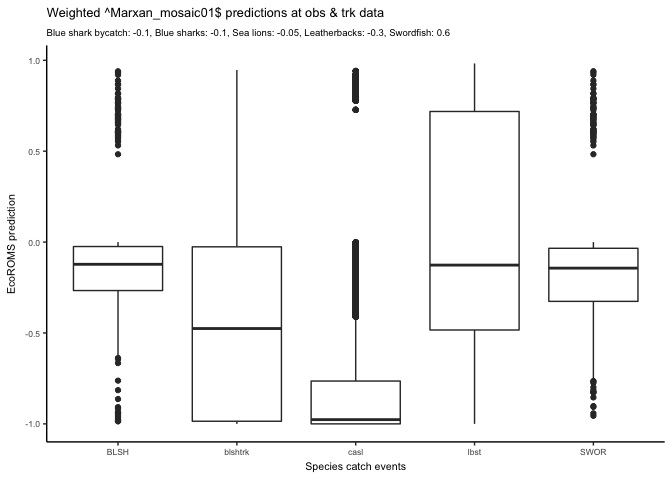 Weighted ^Marxan_mosaic01$ predictions at obs & trk data
Blue shark bycatch: -0.1, Blue sharks: -0.1, Sea lions: -0.05, Leatherbacks: -0.3, Swordfish: 0.6
1.0
0.5
0.0
-0.5
-1.0
EcoROMS prediction
BLSH blshtrk casl lbst SWOR
Species catch events